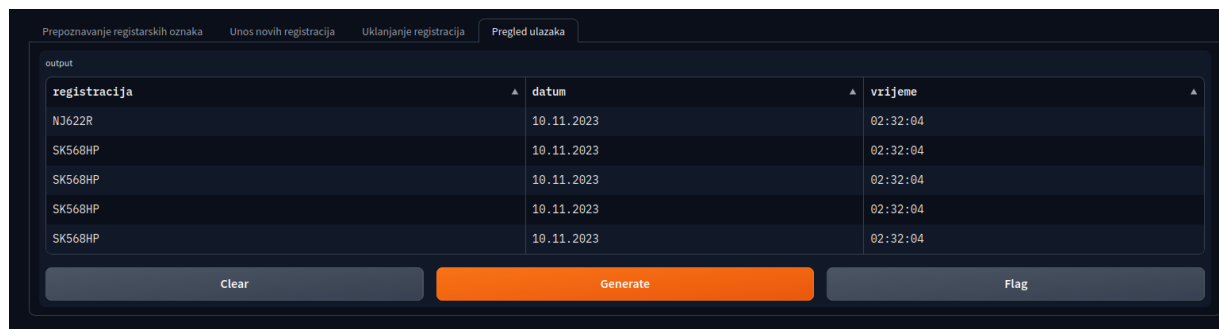 Prepoznavanje registarskih oznaka Unos novih registracija Uklanjanje registracija Pregled ulazaka
output
registracija datum vrijeme
NJ622R 10.11.2023 02:32:04
SK568HP 10.11.2023 02:32:04
SK568HP 10.11.2023 02:32:04
SK568HP 10.11.2023 02:32:04
SK568HP 10.11.2023 02:32:04
Clear Generate Flag